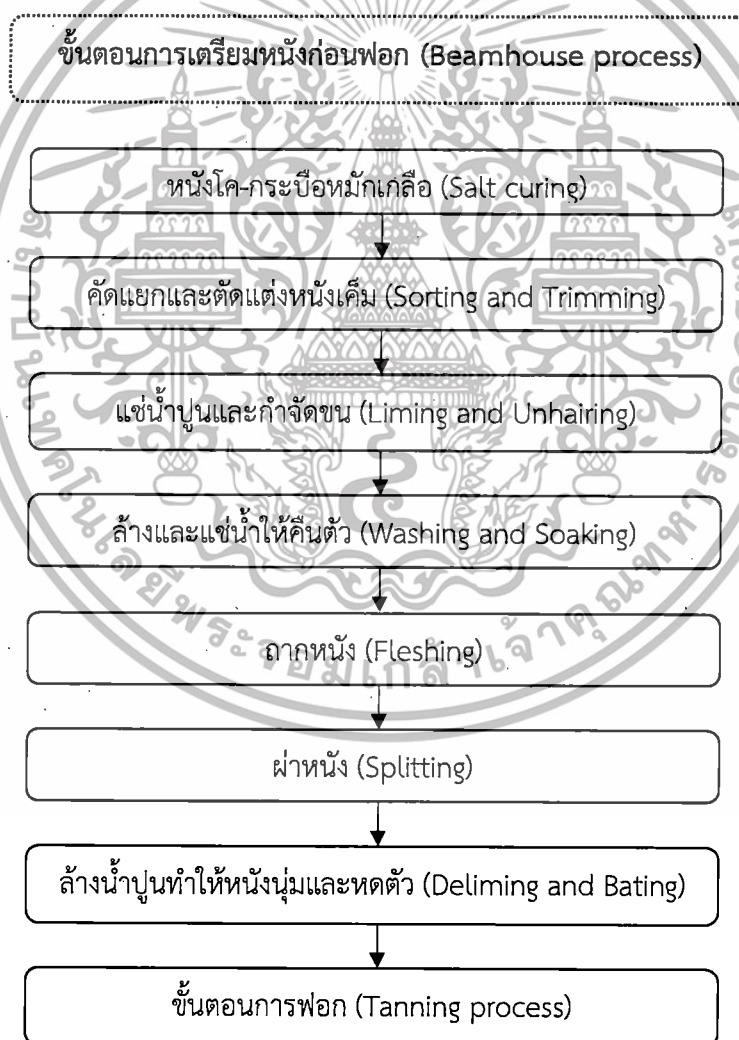 ขั้นตอนการเตรียมหนังก่อนฟอก (Beamhouse process)
หนังโค-กระบือหมักเกลือ (Salt curing)
คัดแยกและตัดแต่งหนังเค็ม (Sorting and Trimming)
แช่น้ำปูนและกำจัดขน (Liming and Unhairing)
ล้างและแช่น้ำให้คืนตัว (Washing and Soaking)
ถากหนัง (Fleshing)
ผ่าหนัง (Splitting)
ล้างน้ำปูนทำให้หนังนุ่มและหดตัว (Deliming and Bating)
ขั้นตอนการฟอก (Tanning process)